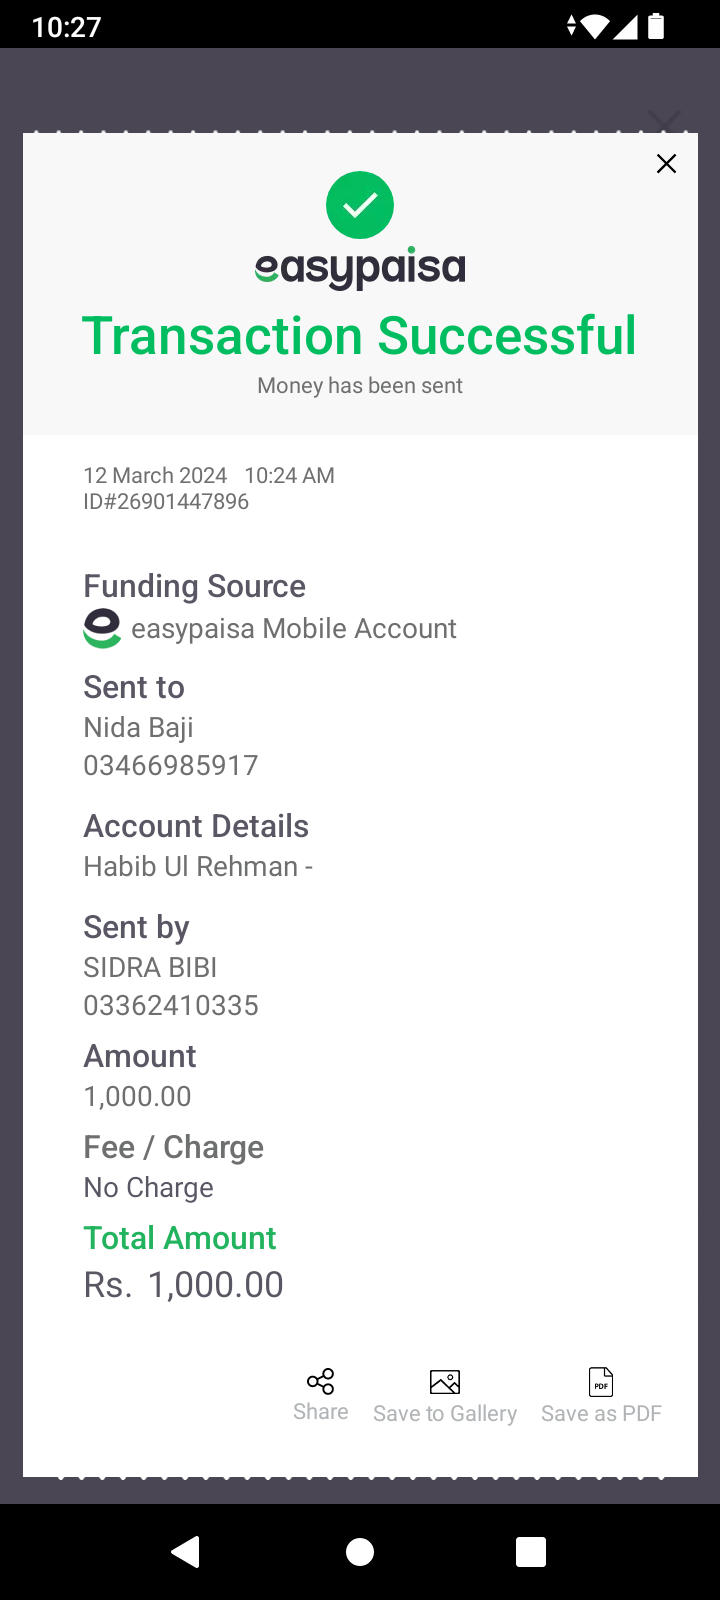 10:27
easypaisa
Transaction Successful
Money has been sent
12 March 2024 10:24 AM
ID#26901447896
Funding Source
easypaisa Mobile Account
Sent to
Nida Baji
03466985917
Account Details
Habib Ul Rehman -
Sent by
SIDRA BIBI
03362410335
Amount
1,000.00
Fee / Charge
No Charge
Total Amount
Rs. 1,000.00
PDF
Share Save to Gallery Save as PDF